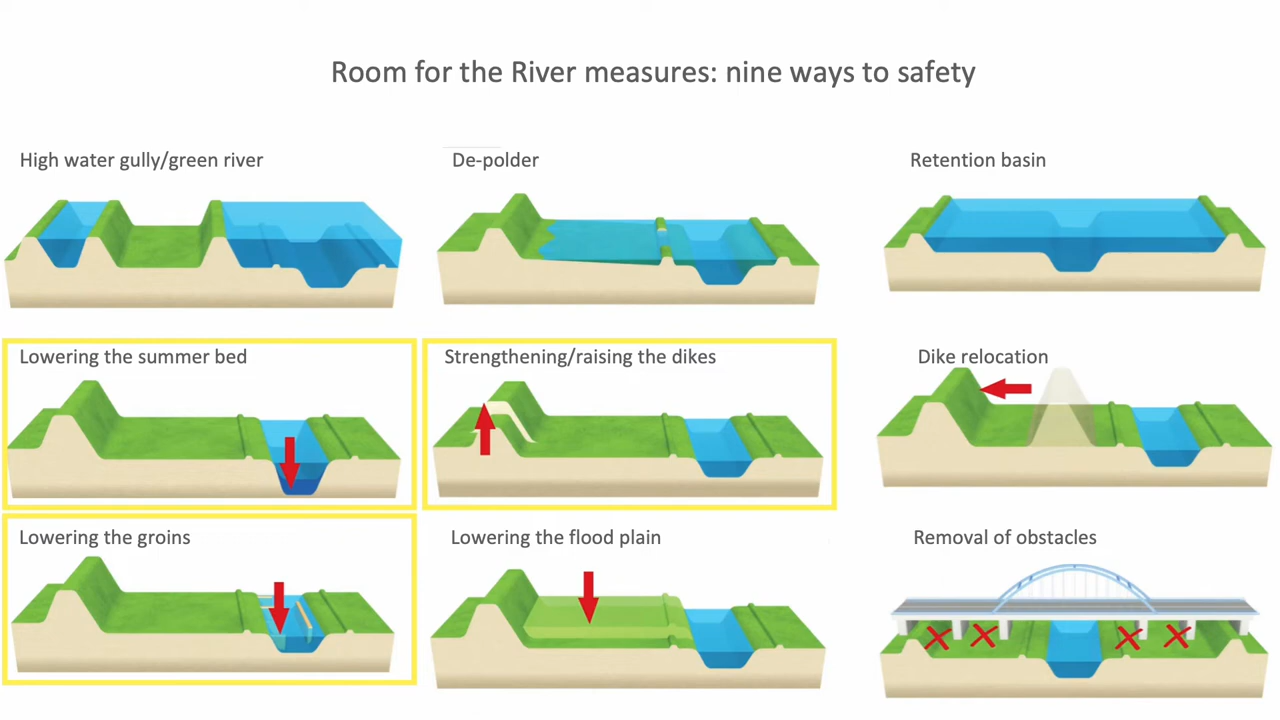 Room for the River measures: nine ways to safety
High water gully/green river
De-polder
Retention basin
Lowering the summer bed
Strengthening/raising the dikes
Dike relocation
Lowering the groins
Lowering the flood plain
Removal of obstacles